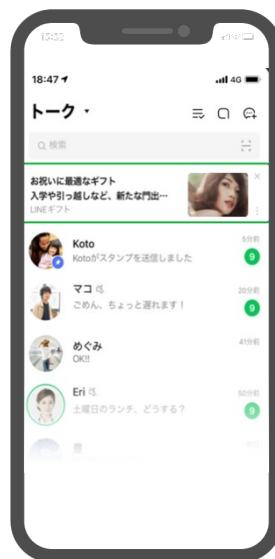 18:47
4G
トーク
検索
お祝いに最適なギフト
入学や引っ越しなど、新たな門出…
LINEギフト
Koto
5分前
Kotoがスタンプを送信しました
9
マコ
20分前
ごめん、ちょっと遅れます！
9
めぐみ
41分前
OK!!
Eri
50分前
土曜日のランチ、どうする？
9